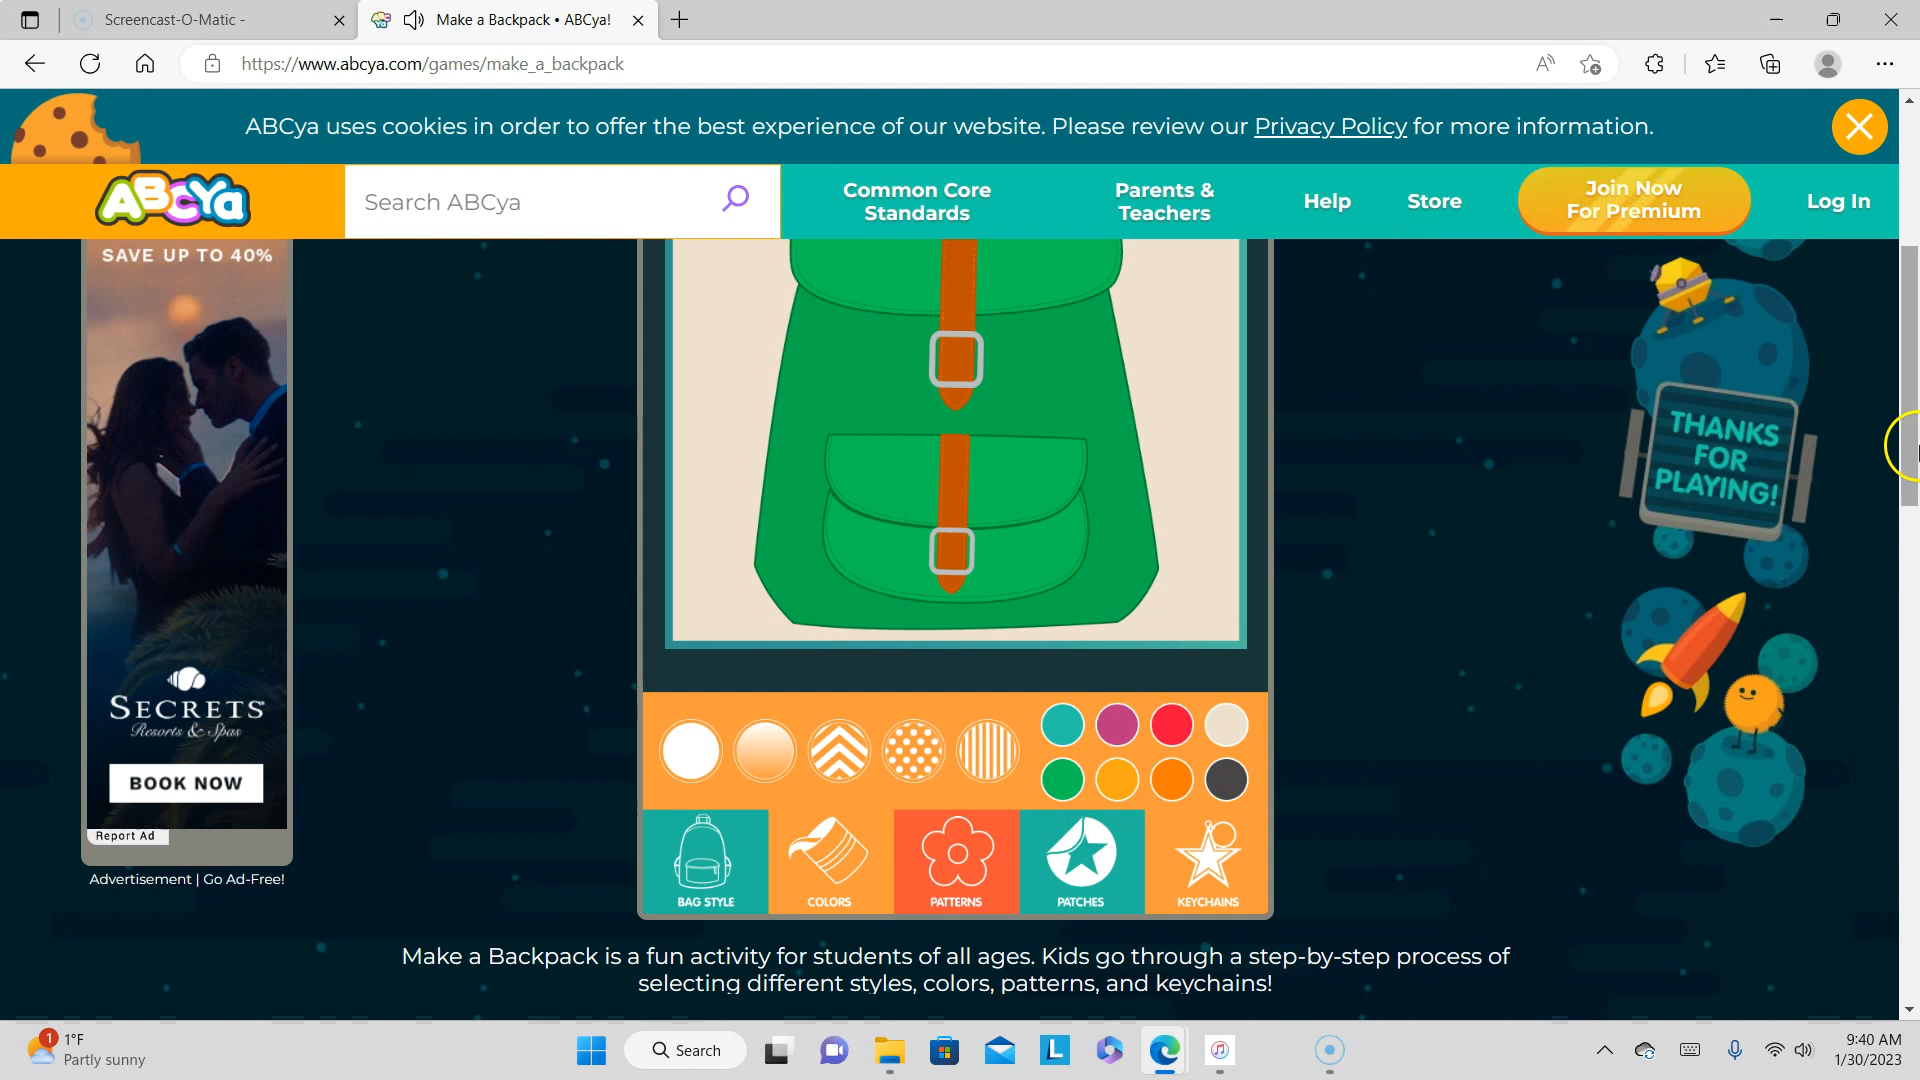 Screencast-O-Matic -
Make a Backpack • ABCya!
https://www.abcya.com/games/make_a_backpack
ABCya uses cookies in order to offer the best experience of our website. Please review our Privacy Policy for more information.
ABCYa
Search ABCya
Common Core
Standards
Parents &
Teachers
Help
Store
Join Now
For Premium
Log In
SAVE UP TO 40%
SECRETS
Resorts & Spas
BOOK NOW
Report Ad
Advertisement | Go Ad-Free!
THANKS
FOR
PLAYING!
BAG STYLE
COLORS
PATTERNS
PATCHES
KEYCHAINS
Make a Backpack is a fun activity for students of all ages. Kids go through a step-by-step process of
selecting different styles, colors, patterns, and keychains!
1
1°F
Partly sunny
Search
L
9:40 AM
1/30/2023